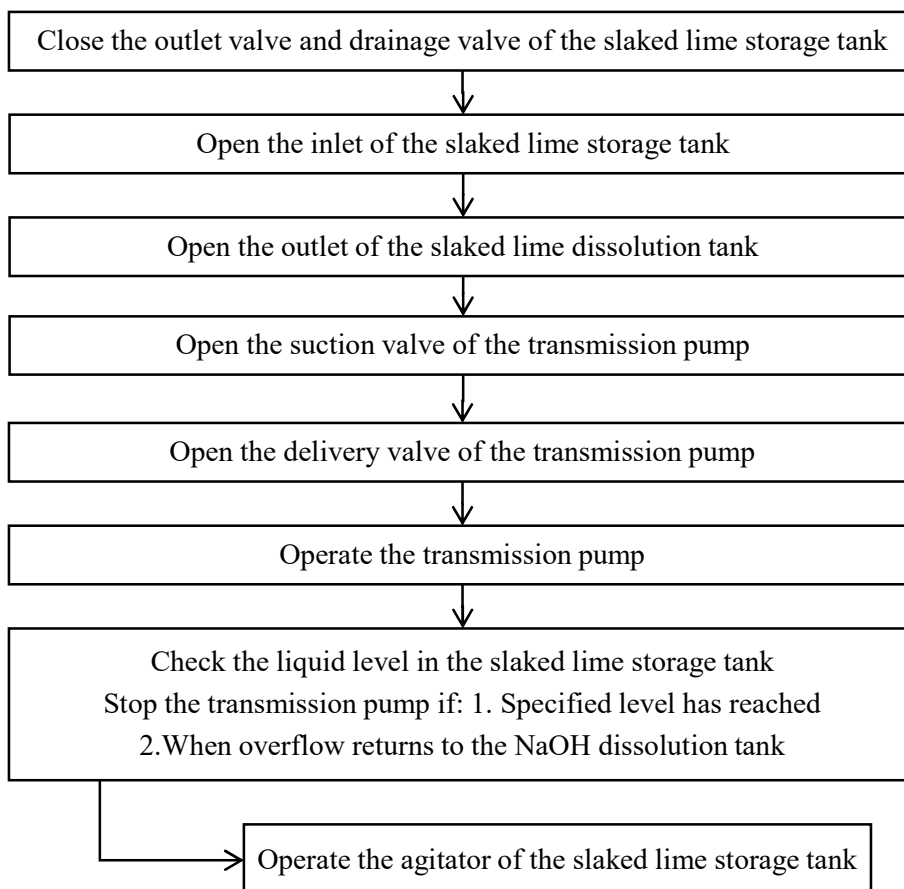 Close the outlet valve and drainage valve of the slaked lime storage tank
Open the inlet of the slaked lime storage tank
Open the outlet of the slaked lime dissolution tank
Open the suction valve of the transmission pump
Open the delivery valve of the transmission pump
Operate the transmission pump
Check the liquid level in the slaked lime storage tank
Stop the transmission pump if: 1. Specified level has reached
2.When overflow returns to the NaOH dissolution tank
Operate the agitator of the slaked lime storage tank